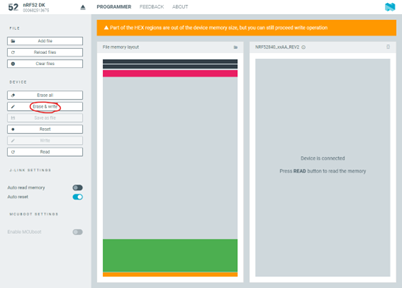 52
nRF52 DK
PROGRAMMER
FEEDBACK
ABOUT
FILE
Add file
Reload files
Clear files
DEVICE
Erase all
Erase & write
Save as file
Reset
Write
Read
J-LINK SETTINGS
Auto read memory
Auto reset
MCUBOOT SETTINGS
Enable MCUboot
Part of the HEX regions are out of the device memory size, but you can still perform write operation.
File memory layout
NRF52840_xxAA_REV2
Device is connected
Press READ button to read the memory